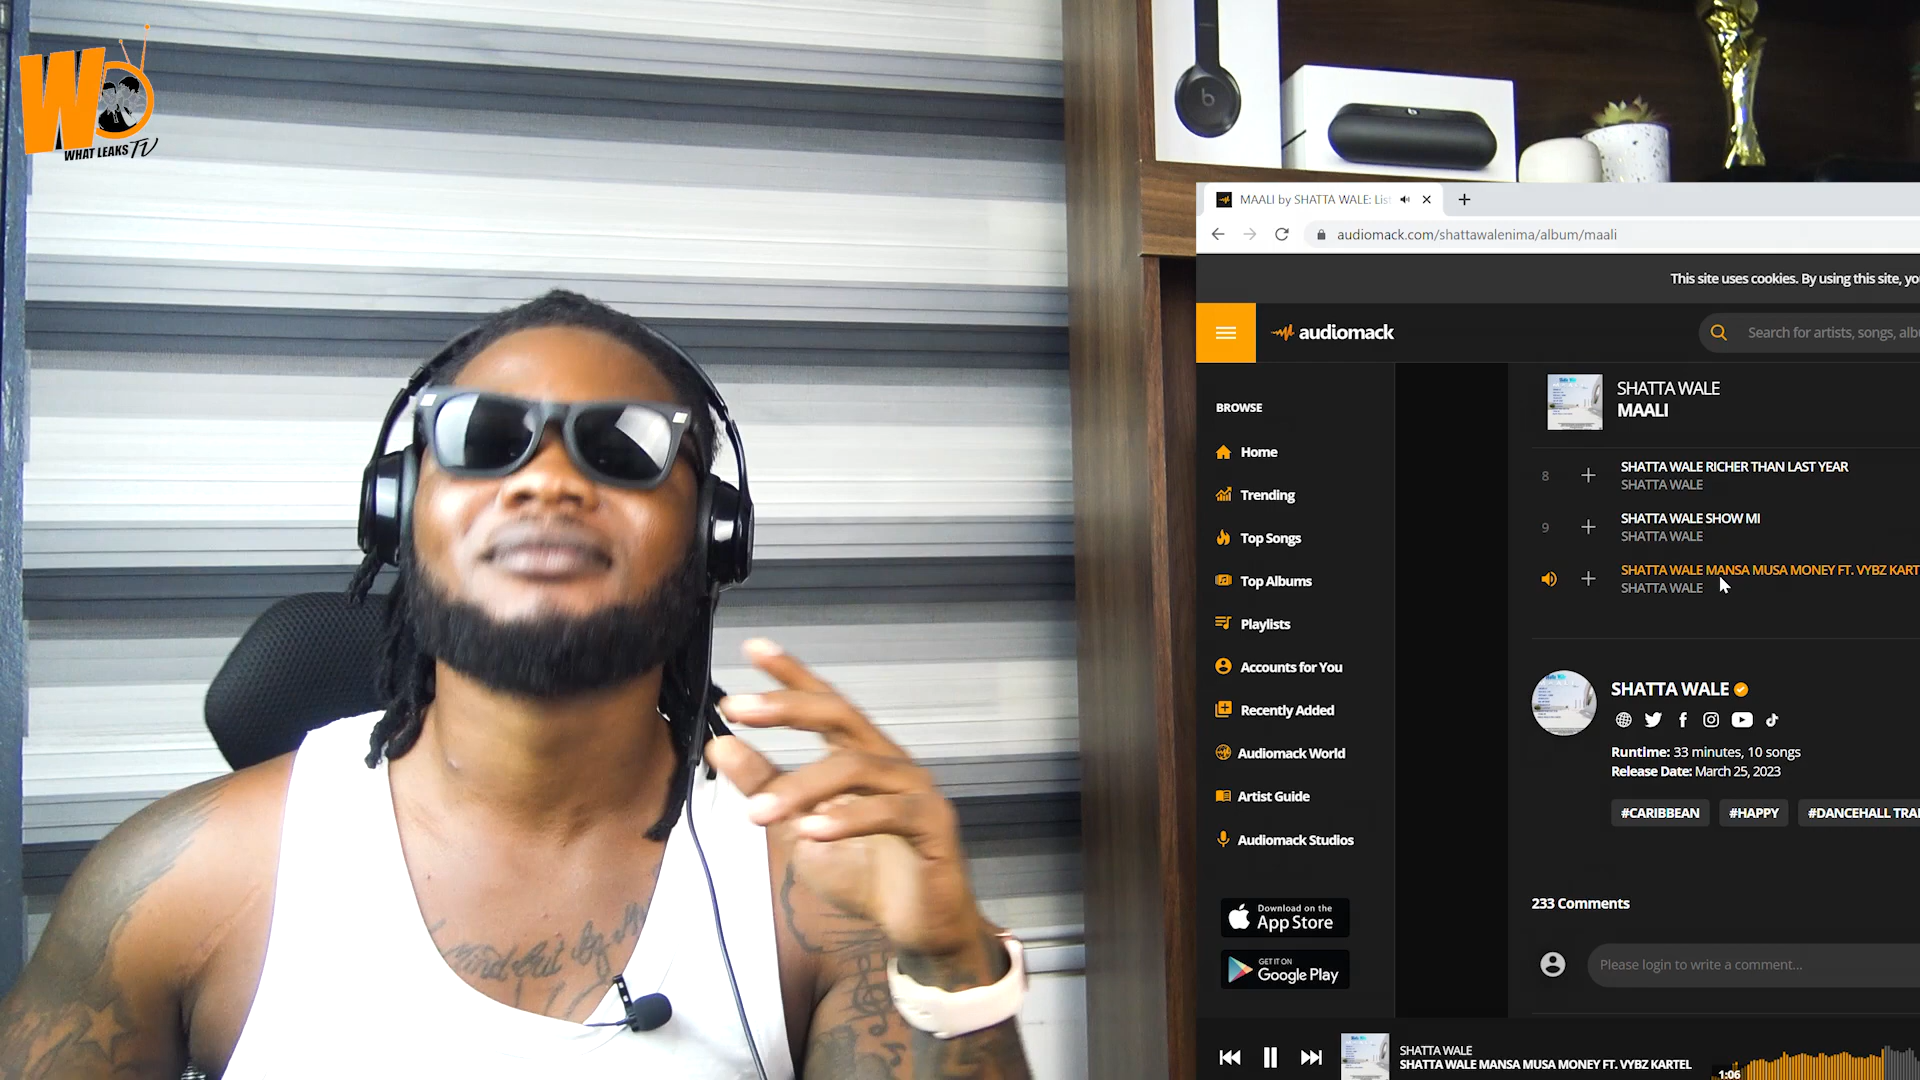 W
WHAT LEAKS TV
MAALI by SHATTA WALE: Lis
audiomack.com/shattawalenima/album/maali
This site uses cookies. By using this site, yo
audiomack
Search for artists, songs, alb
BROWSE
Home
Trending
Top Songs
Top Albums
Playlists
Accounts for You
Recently Added
Audiomack World
Artist Guide
Audiomack Studios
Download on the
App Store
GET IT ON
Google Play
SHATTA WALE
MAALI
8
SHATTA WALE RICHER THAN LAST YEAR
SHATTA WALE
9
SHATTA WALE SHOW MI
SHATTA WALE
SHATTA WALE MANSA MUSA MONEY FT. VYBZ KART
SHATTA WALE
SHATTA WALE
Runtime: 33 minutes, 10 songs
Release Date: March 25, 2023
#CARIBBEAN
#HAPPY
#DANCEHALL TRA
233 Comments
Please login to write a comment...
SHATTA WALE
SHATTA WALE MANSA MUSA MONEY FT. VYBZ KARTEL
1:06